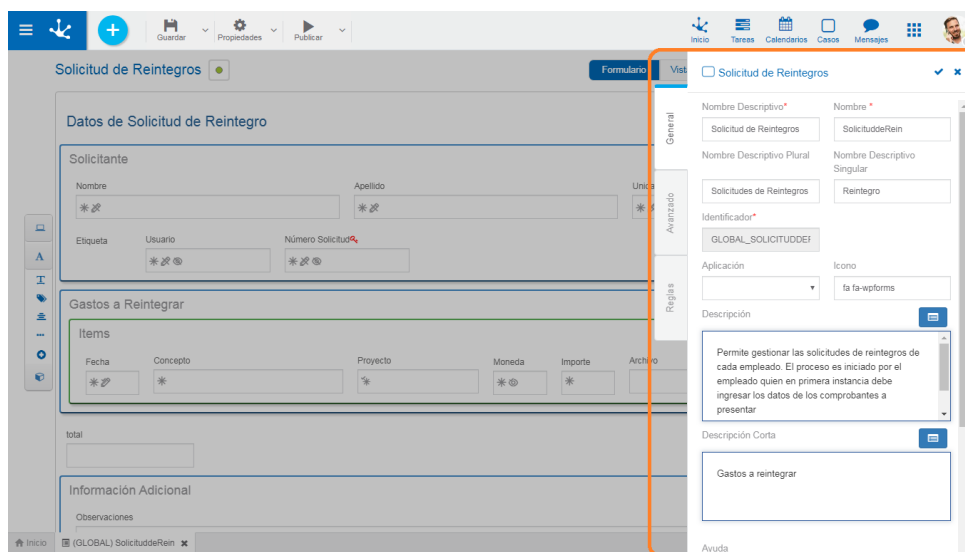 Guardar
Propiedades
Publicar
Inicio
Tareas
Calendarios
Casos
Mensajes
Solicitud de Reintegros
Formulario
Vist
Datos de Solicitud de Reintegro
Solicitante
Nombre
Apellido
Unida
Etiqueta
Usuario
Número Solicitud
Gastos a Reintegrar
Items
Fecha
Concepto
Proyecto
Moneda
Importe
Archivo
total
Información Adicional
Observaciones
Inicio
(GLOBAL) SolicituddeRein
General
Avanzado
Reglas
Solicitud de Reintegros
Nombre Descriptivo*
Nombre *
Solicitud de Reintegros
SolicituddeRein
Nombre Descriptivo Plural
Nombre Descriptivo
Singular
Solicitudes de Reintegros
Reintegro
Identificador*
GLOBAL_SOLICITUDDEF
Aplicación
Icono
fa fa-wpforms
Descripción
Permite gestionar las solicitudes de reintegros de
cada empleado. El proceso es iniciado por el
empleado quien en primera instancia debe
ingresar los datos de los comprobantes a
presentar
Descripción Corta
Gastos a reintegrar
Ayuda